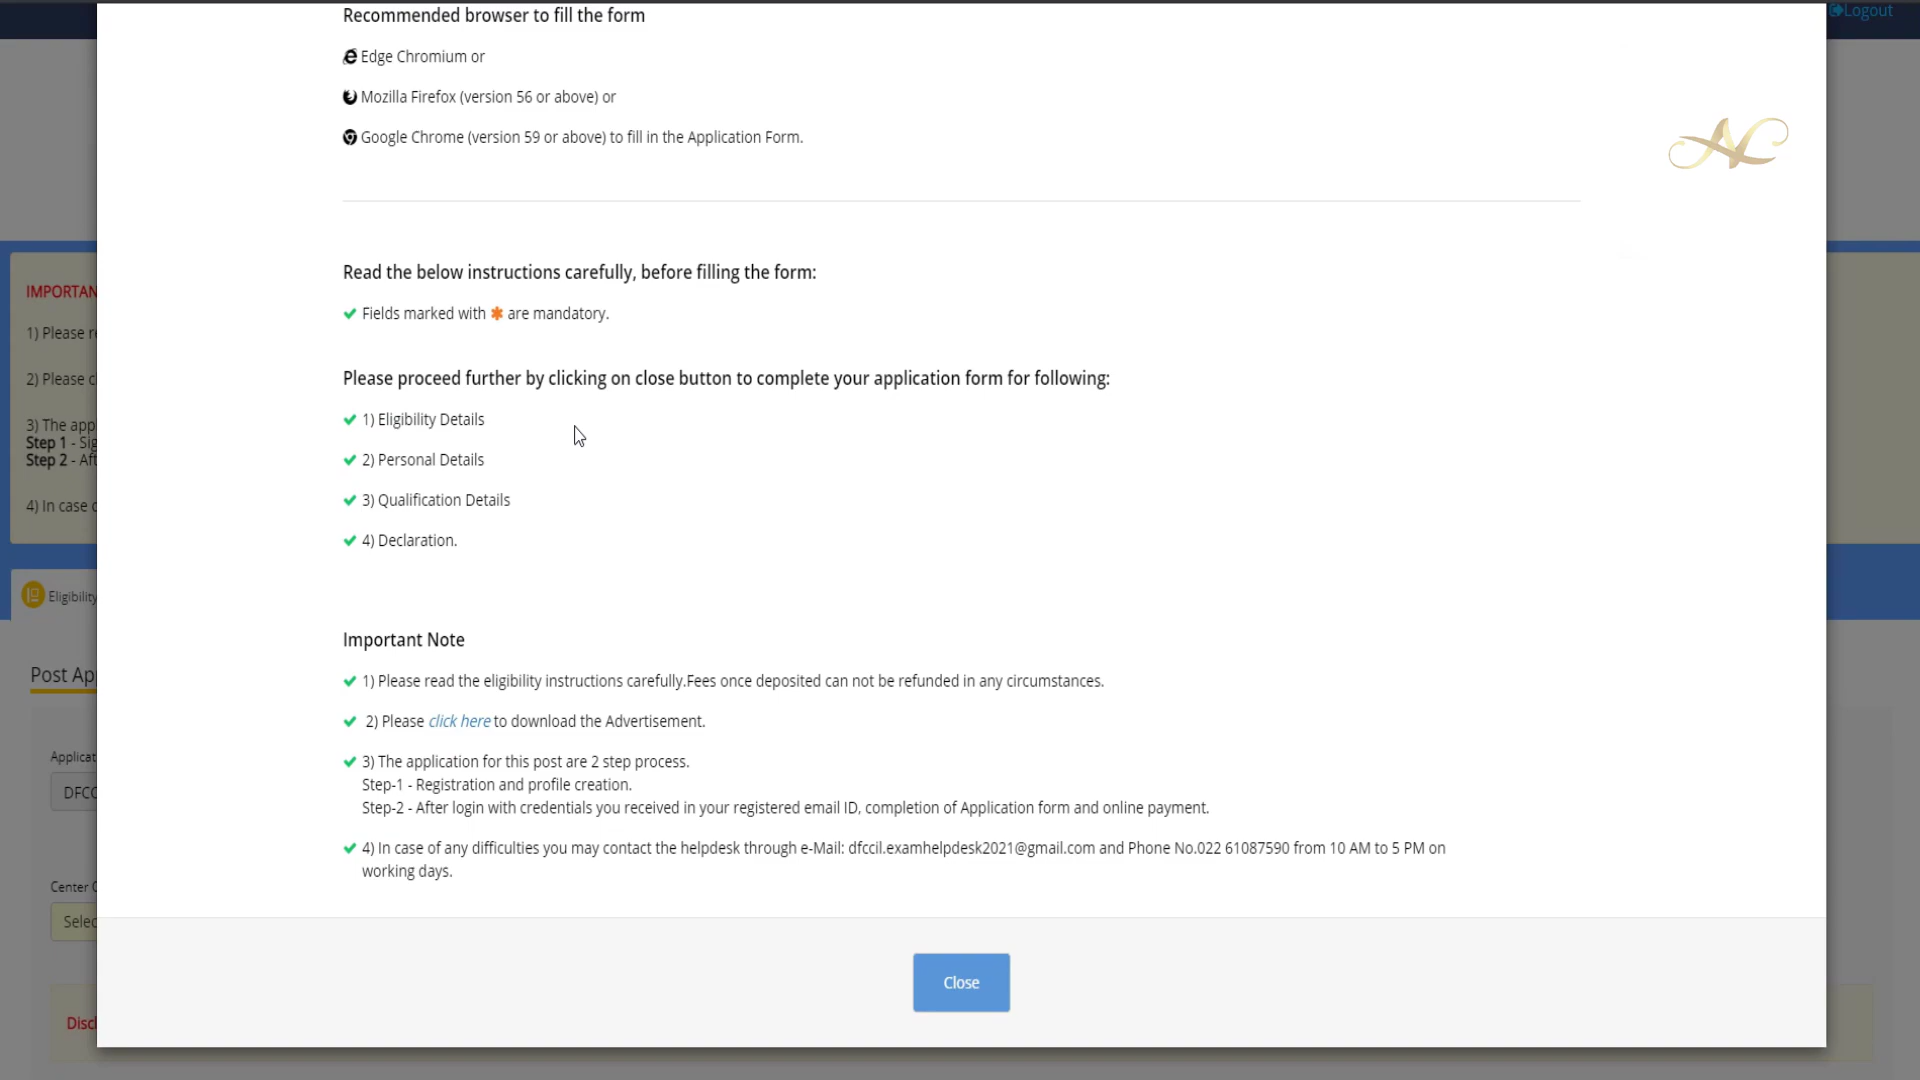 Logout
Recommended browser to fill the form
Edge Chromium or
Mozilla Firefox (version 56 or above) or
Google Chrome (version 59 or above) to fill in the Application Form.
Read the below instructions carefully, before filling the form:
Fields marked with * are mandatory.
Please proceed further by clicking on close button to complete your application form for following:
1) Eligibility Details
2) Personal Details
3) Qualification Details
4) Declaration.
Important Note
1) Please read the eligibility instructions carefully.Fees once deposited can not be refunded in any circumstances.
2) Please click here to download the Advertisement.
3) The application for this post are 2 step process.
Step-1 - Registration and profile creation.
Step-2 - After login with credentials you received in your registered email ID, completion of Application form and online payment.
4) In case of any difficulties you may contact the helpdesk through e-Mail: dfccil.examhelpdesk2021@gmail.com and Phone No.022 61087590 from 10 AM to 5 PM on
working days.
Close
IMPORTAN
1) Please
2) Please
3) The app
Step 1 - Sig
Step 2 - Aft
4) In case
Eligibility
Post Ap
Applicat
DFCC
Center
Selec
Discl